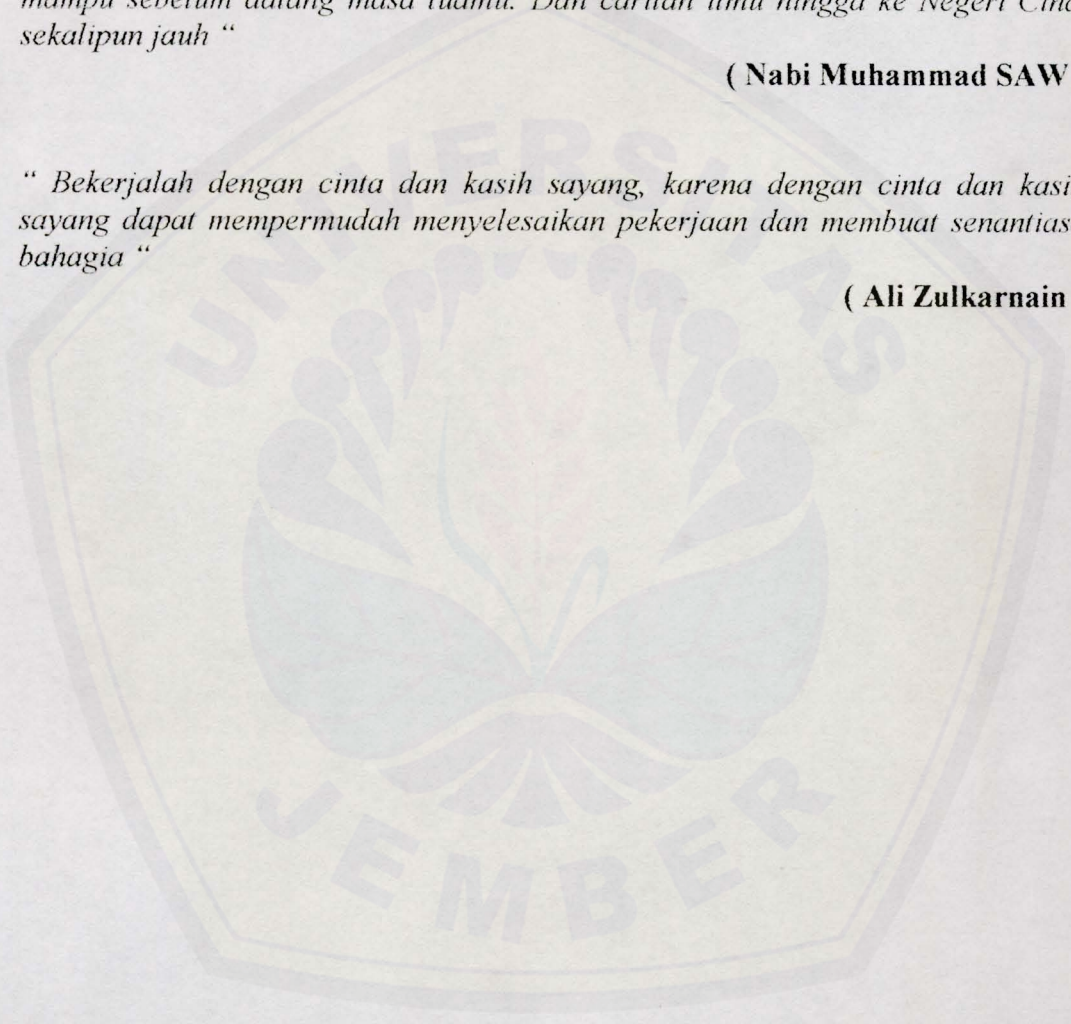 mampu sebelum datang masa tuamu. Dan carilah ilmu hingga ke Negeri Cina
sekalipun jauh “
( Nabi Muhammad SAW
“ Bekerjalah dengan cinta dan kasih sayang, karena dengan cinta dan kasi
sayang dapat mempermudah menyelesaikan pekerjaan dan membuat senantias
bahagia “
( Ali Zulkarnain
UNIVERSITAS
JEMBER